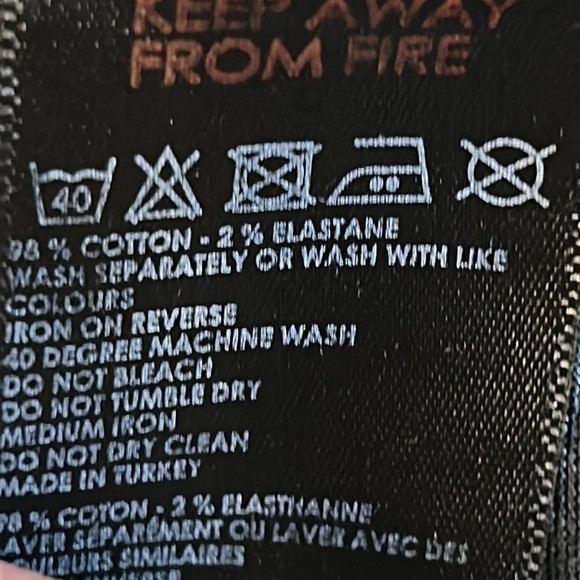 KEEP AWAY
FROM FIRE
40
98 % COTTON - 2 % ELASTANE
WASH SEPARATELY OR WASH WITH LIKE
COLOURS
IRON ON REVERSE
40 DEGREE MACHINE WASH
DO NOT BLEACH
DO NOT TUMBLE DRY
MEDIUM IRON
DO NOT DRY CLEAN
MADE IN TURKEY
98 % COTON - 2 % ELASTHANNE
LAVER SÉPARÉMENT OU LAVER AVEC DES
COULEURS SIMILAIRES